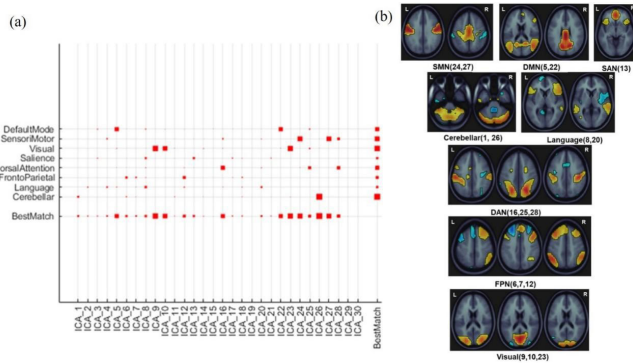 (a)
DefaultMode
SensoriMotor
Visual
Salience
orsalAttention
FrontoParietal
Language
Cerebellar
BestMatch
ICA_1
ICA_2
ICA_3
ICA_4
ICA_5
ICA_6
ICA_7
ICA_8
ICA_9
ICA_10
ICA_11
ICA_12
ICA_13
ICA_14
ICA_15
ICA_16
ICA_17
ICA_18
ICA_19
ICA_20
ICA_21
ICA_22
ICA_23
ICA_24
ICA_25
ICA_26
ICA_27
ICA_28
ICA_29
ICA_30
BestMatch
(b)
L R L R L R
SMN(24,27) DMN(5,22) SAN(13)
L R L R
Cerebellar(1, 26) Language(8,20)
L R
DAN(16,25,28)
L R
FPN(6,7,12)
L R
Visual(9,10,23)